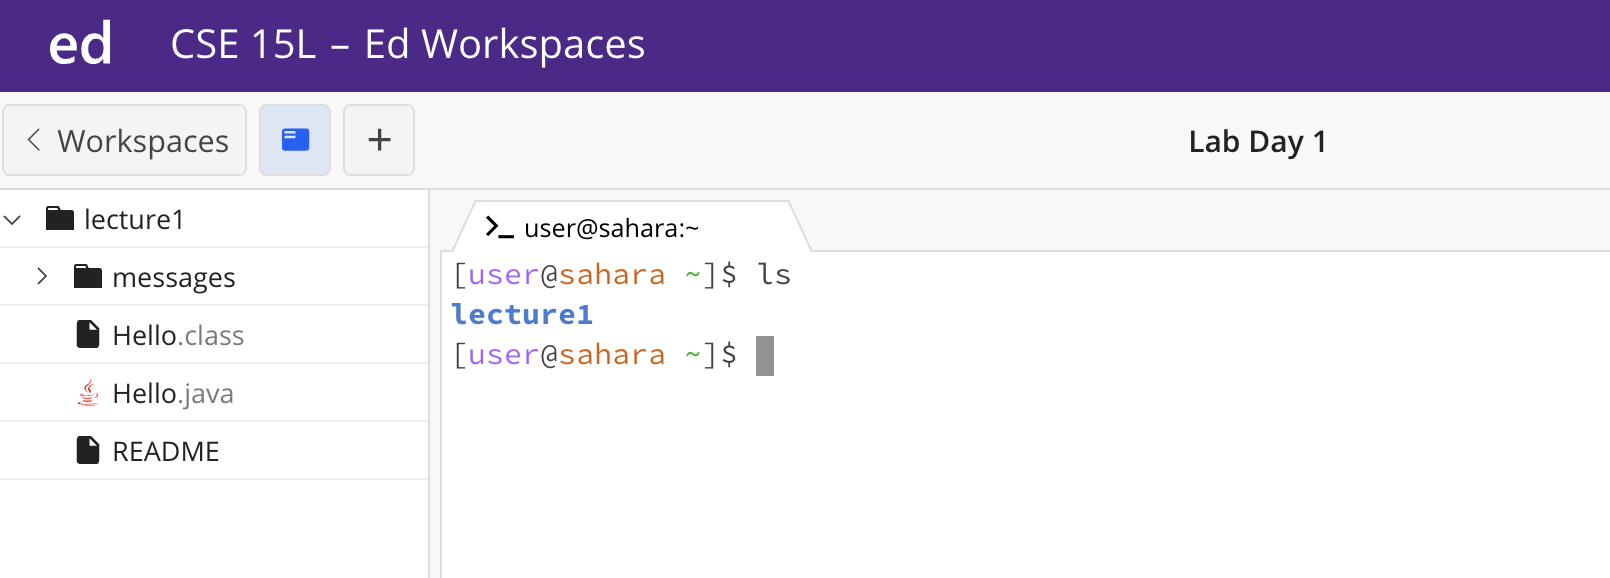 ed CSE 15L – Ed Workspaces
Workspaces + Lab Day 1
lecture1
messages
Hello.class
Hello.java
README
>_ user@sahara:~
[user@sahara ~]$ ls
lecture1
[user@sahara ~]$